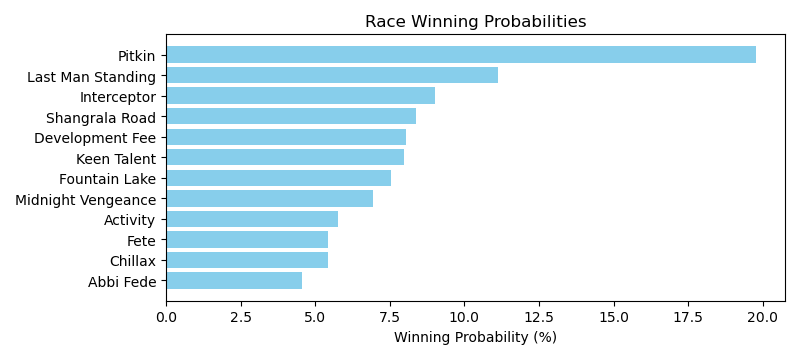 Race Winning Probabilities
Pitkin
Last Man Standing
Interceptor
Shangrala Road
Development Fee
Keen Talent
Fountain Lake
Midnight Vengeance
Activity
Fete
Chillax
Abbi Fede
0.0 2.5 5.0 7.5 10.0 12.5 15.0 17.5 20.0
Winning Probability (%)